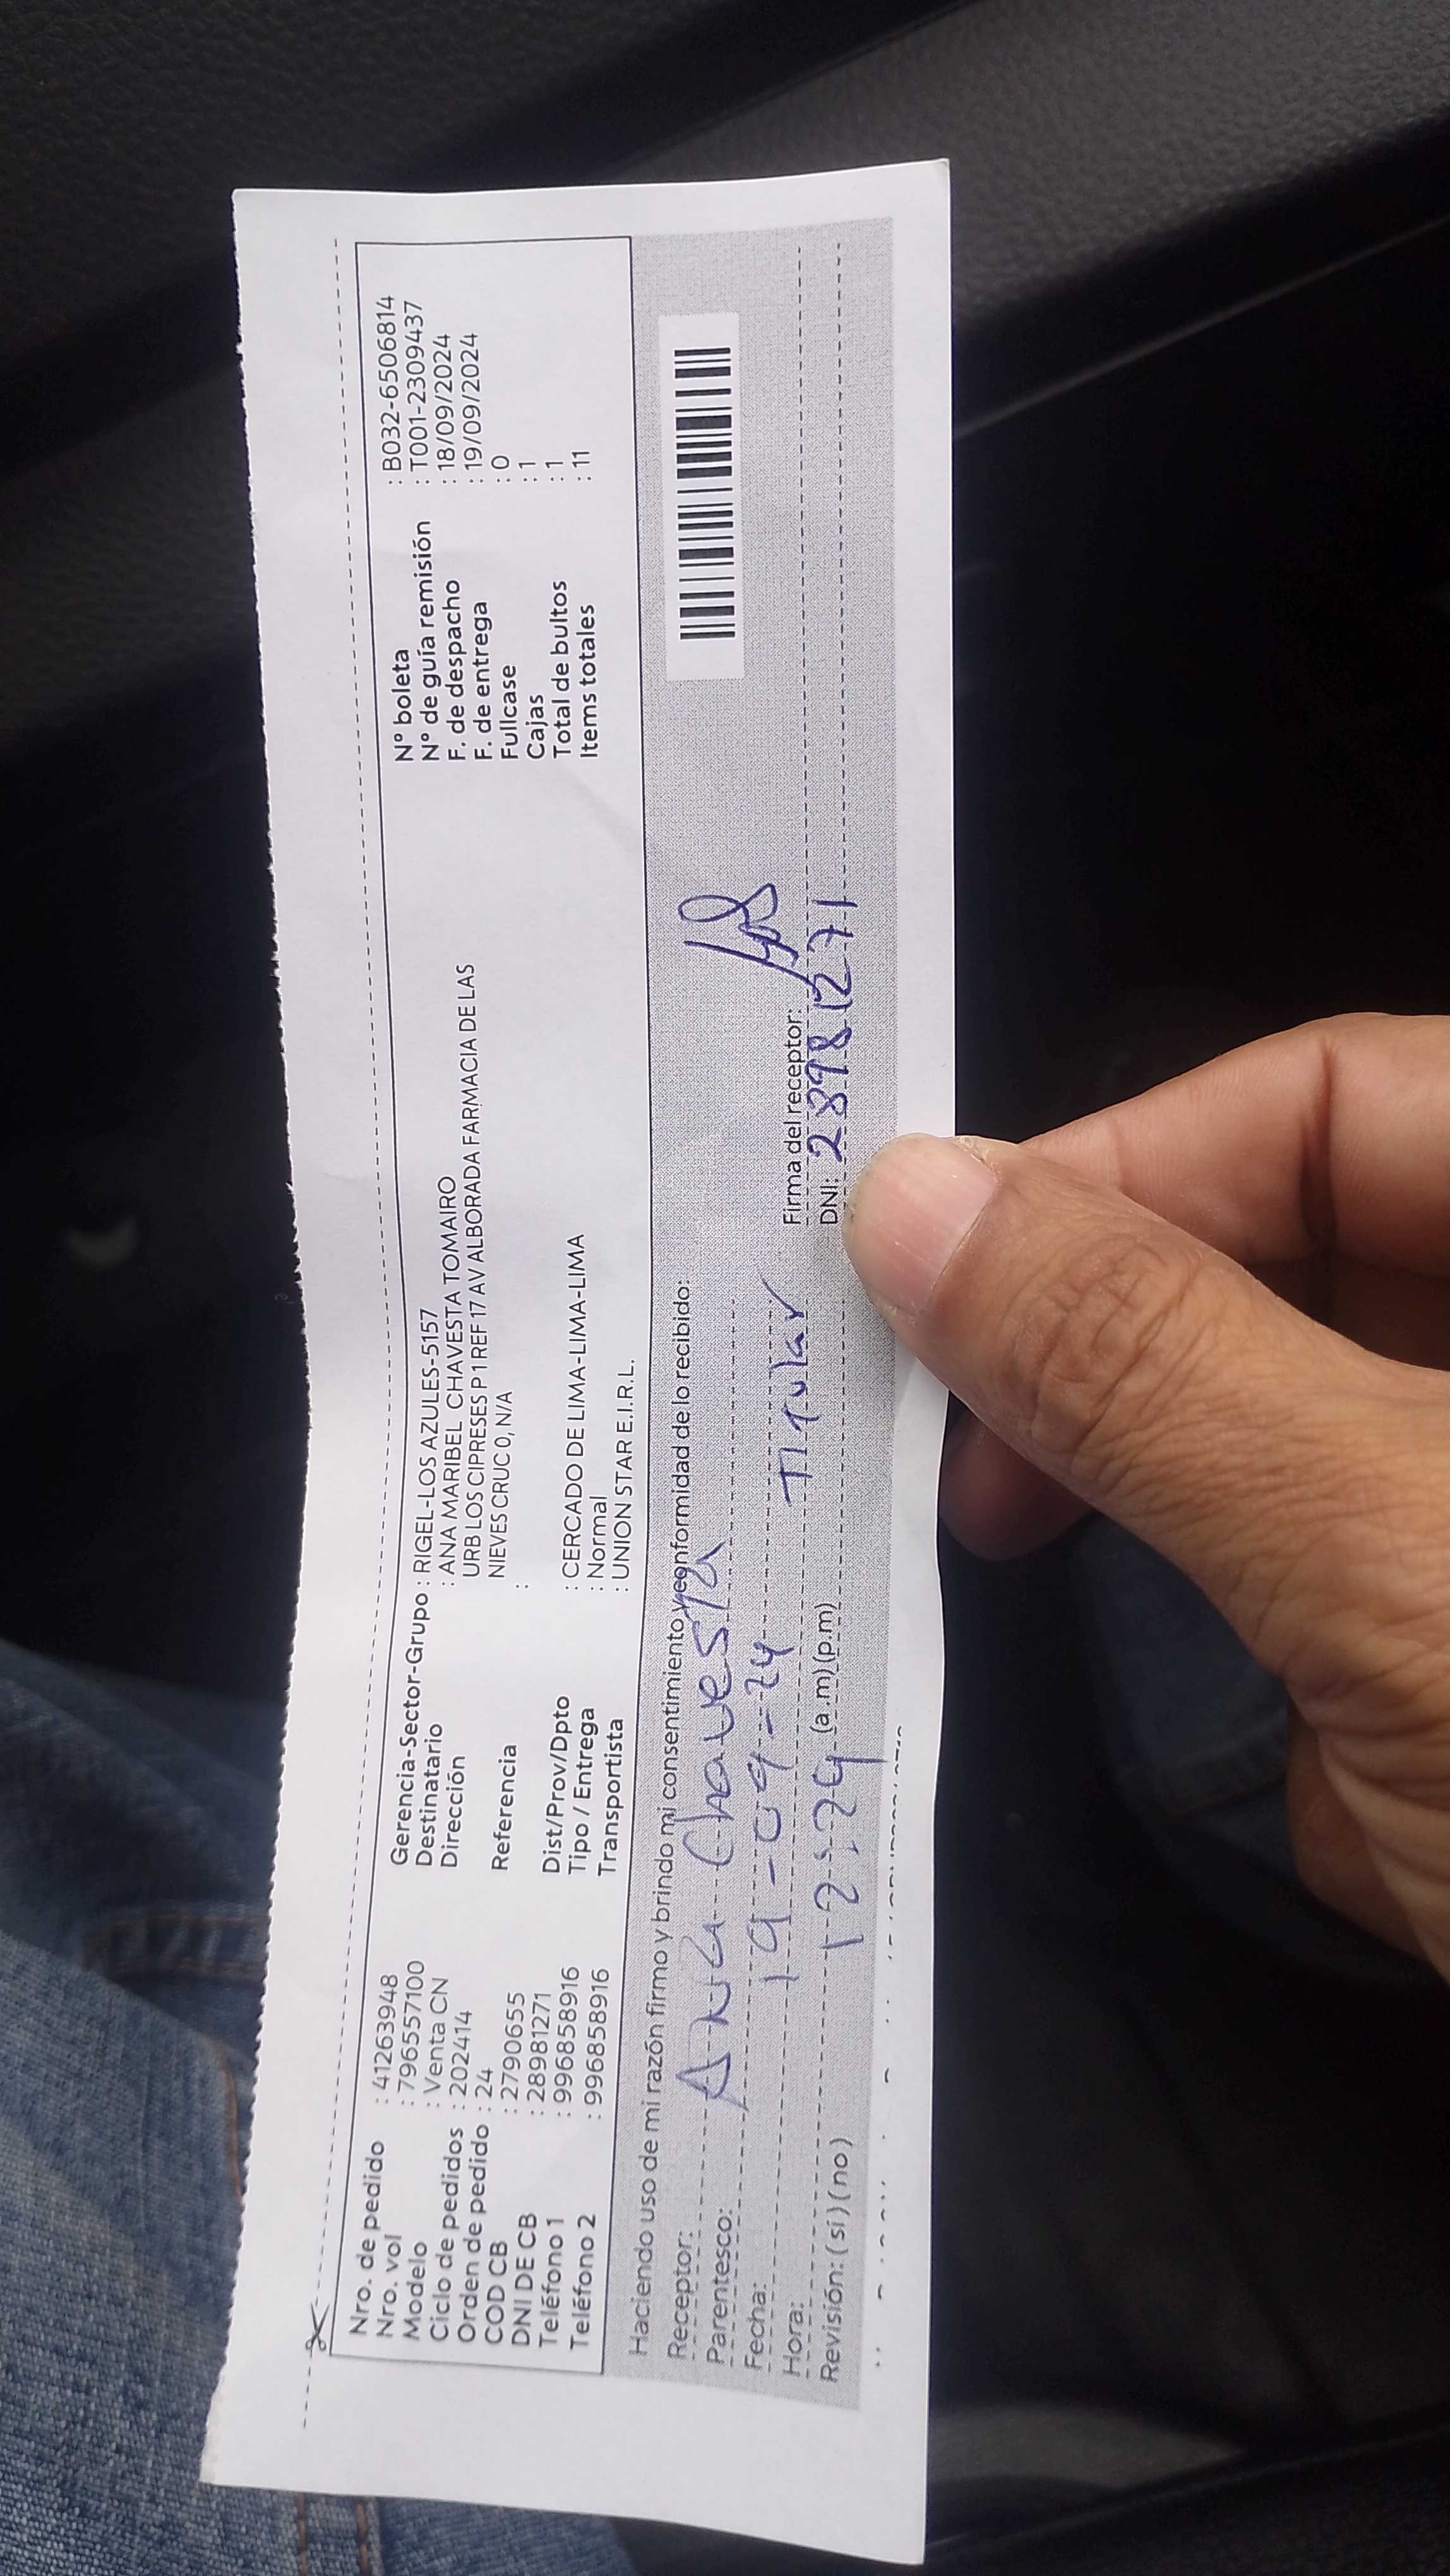 Nro. de pedido : 41263948
Nro. vol : 796557100
Modelo : Venta CN
Ciclo de pedidos : 202414
Orden de pedido : 24
COD CB : 2790655
DNI DE CB : 28981271
Teléfono 1 : 996858916
Teléfono 2 : 996858916
Gerencia-Sector-Grupo : RIGEL-LOS AZULES-5157
Destinatario : ANA MARIBEL CHAVESTA TOMAIRO
Dirección URB LOS CIPRESES P 1 REF 17 AV ALBORADA FARMACIA DE LAS
NIEVES CRUC 0, N/A
Referencia :
Dist/Prov/Dpto : CERCADO DE LIMA-LIMA-LIMA
Tipo / Entrega : Normal
Transportista : UNION STAR E.I.R.L.
Nº boleta : B032-6506814
Nº de guía remisión : T001-2309437
F. de despacho : 18/09/2024
F. de entrega : 19/09/2024
Fullcase : 0
Cajas : 1
Total de bultos : 1
Items totales : 11
Haciendo uso de mi razón firmo y brindo mi consentimiento y conformidad de lo recibido:
Receptor: Ana Chavesta
Parentesco: Titular
Fecha: 19-09-24
Hora: 12:24 (a.m) (p.m)
Revisión: ( si ) ( no )
Firma del receptor:
DNI: 28981271